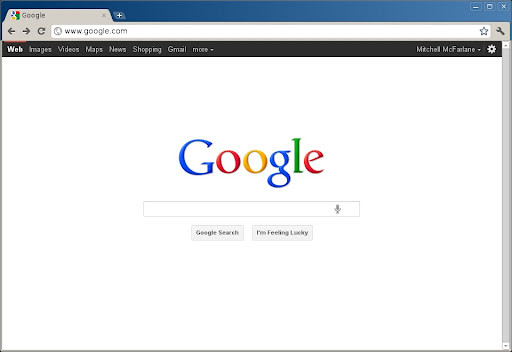 Google
www.google.com
Web Images Videos Maps News Shopping Gmail more Mitchell McFarlane
Google
Google Search I'm Feeling Lucky